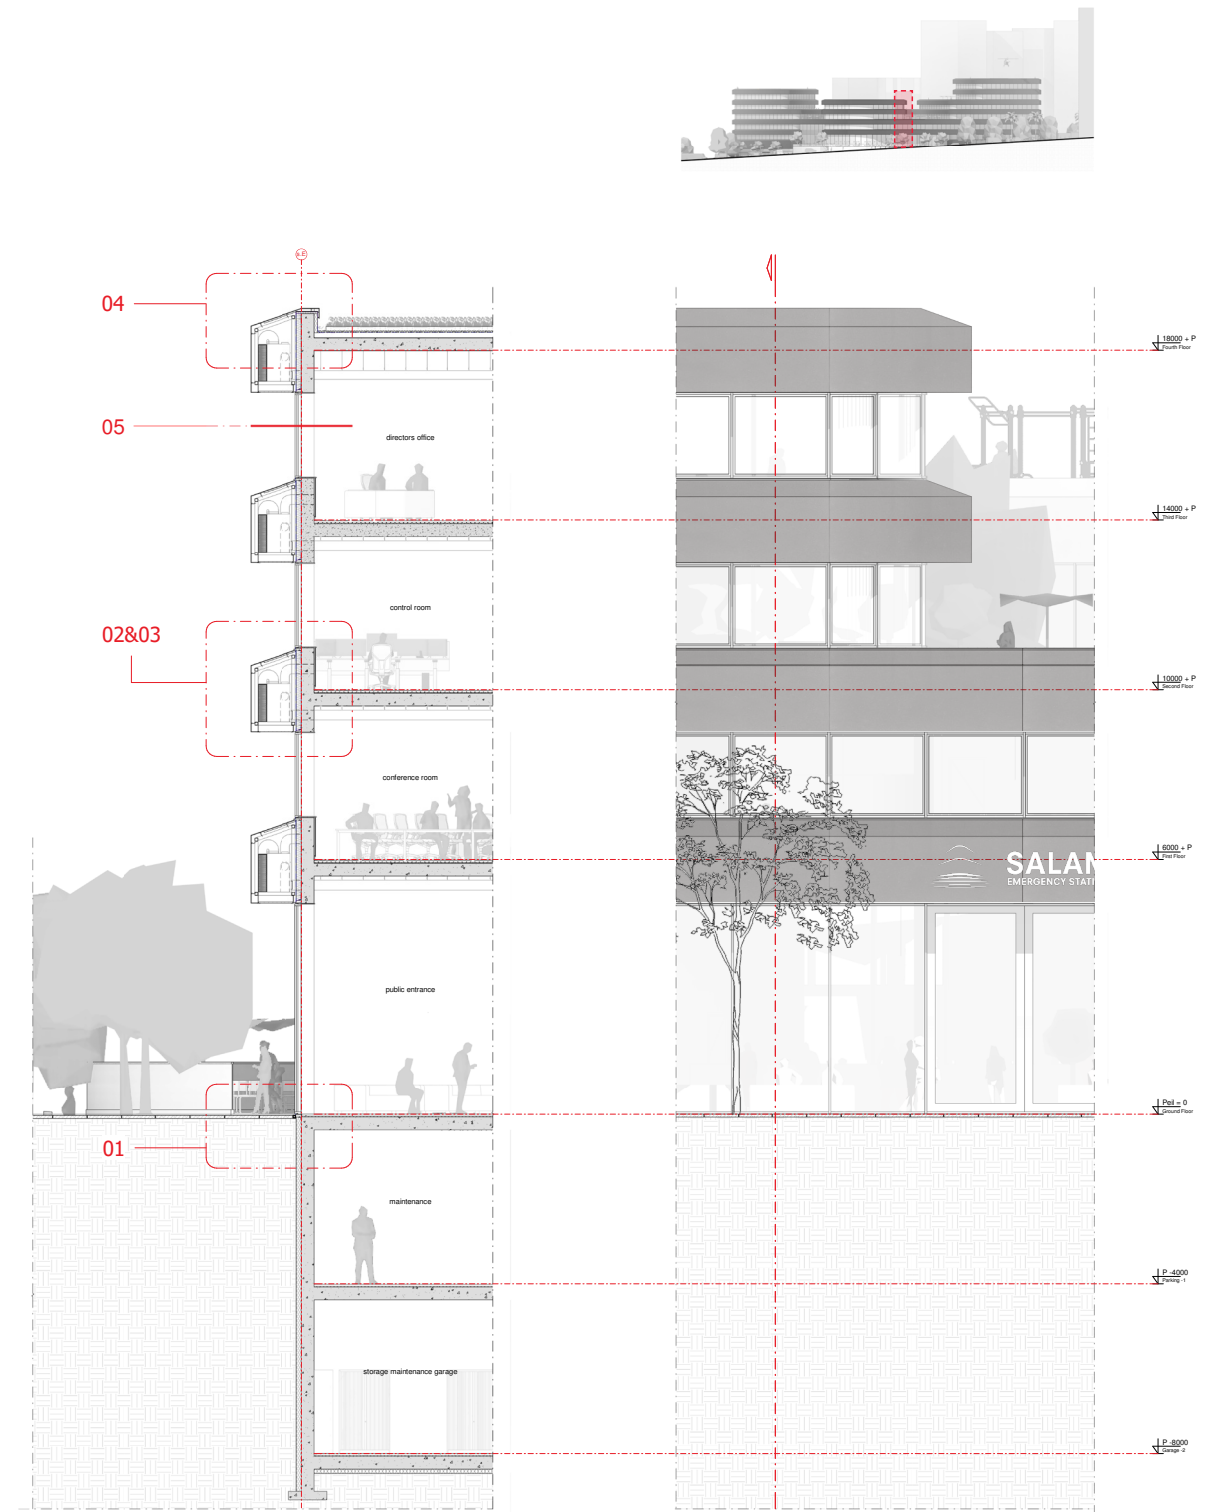 04
18000 + P
Fourth Floor
05
directors office
14000 + P
Third Floor
control room
02&03
10000 + P
Second Floor
conference room
6000 + P
First Floor
SALAM
EMERGENCY STATI
public entrance
Peil = 0
Ground Floor
01
maintenance
P -4000
Parking -1
storage maintenance garage
P -8000
Garage -2